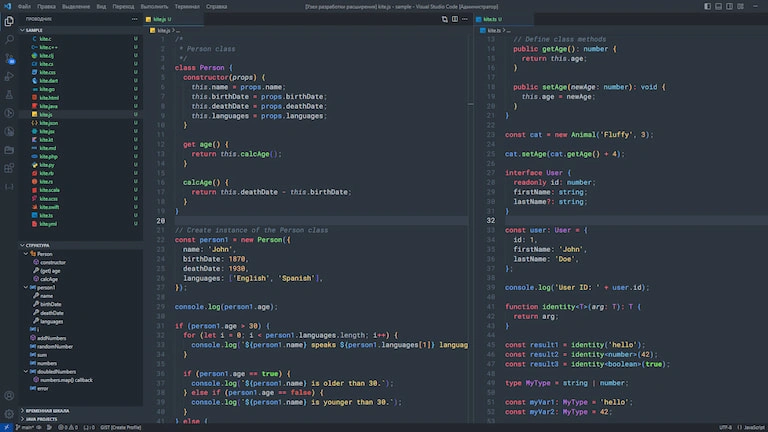 Файл Правка Выделение Вид Переход Выполнить Терминал Справка
[Узел разработки расширения] kite.js - sample - Visual Studio Code [Администратор]
ПРОВОДНИК
SAMPLE
kite.c U
kite.c++ U
kite.clj U
kite.cs U
kite.css U
kite.dart U
kite.go U
kite.html U
kite.java U
kite.js U
kite.json U
kite.jsx U
kite.kt U
kite.md U
kite.php U
kite.py U
kite.rb U
kite.rs U
kite.scala U
kite.scss U
kite.swift U
kite.ts U
kite.yml U
СТРУКТУРА
Person
constructor
(get) age
calcAge
person1
name
birthDate
deathDate
languages
i
addNumbers
randomNumber
sum
numbers
doubledNumbers
numbers.map() callback
error
ВРЕМЕННАЯ ШКАЛА
JAVA PROJECTS
kite.js U
kite.js > ...
1 /*
2 * Person class
3 */
4 class Person {
5 constructor(props) {
6 this.name = props.name;
7 this.birthDate = props.birthDate;
8 this.deathDate = props.deathDate;
9 this.languages = props.languages;
10 }
11
12 get age() {
13 return this.calcAge();
14 }
15
16 calcAge() {
17 return this.deathDate - this.birthDate;
18 }
19 }
20
21 // Create instance of the Person class
22 const person1 = new Person({
23 name: 'John',
24 birthDate: 1870,
25 deathDate: 1930,
26 languages: ['English', 'Spanish'],
27 });
28
29 console.log(person1.age);
30
31 if (person1.age > 30) {
32 for (let i = 0; i < person1.languages.length; i++) {
33 console.log(`${person1.name} speaks ${person1.languages[1]} languag
34 }
35
36 if (person1.age == true) {
37 console.log(`${person1.name} is older than 30.`);
38 } else if (person1.age == false) {
39 console.log(`${person1.name} is younger than 30.`);
40 }
41 } else {
kite.ts U
kite.ts > ...
13 // Define class methods
14 public getAge(): number {
15 return this.age;
16 }
17
18 public setAge(newAge: number): void {
19 this.age = newAge;
20 }
21 }
22
23 const cat = new Animal('Fluffy', 3);
24
25 cat.setAge(cat.getAge() + 4);
26
27 interface User {
28 readonly id: number;
29 firstName: string;
30 lastName?: string;
31 }
32
33 const user: User = {
34 id: 1,
35 firstName: 'John',
36 lastName: 'Doe',
37 };
38
39 console.log('User ID: ' + user.id);
40
41 function identity<T>(arg: T): T {
42 return arg;
43 }
44
45 const result1 = identity('hello');
46 const result2 = identity<number>(42);
47 const result3 = identity<boolean>(true);
48
49 type MyType = string | number;
50
51 const myVar1: MyType = 'hello';
52 const myVar2: MyType = 42;
main* 0 0 0 GIST [Create Profile] UTF-8 {} JavaScript